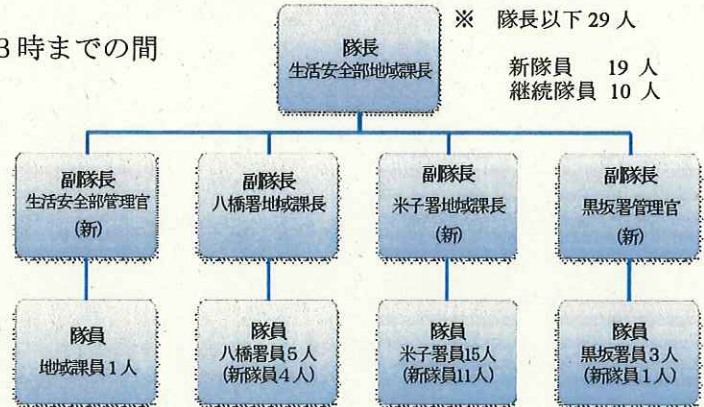 3時までの間
※ 隊長以下29人
新隊員 19人
継続隊員 10人
隊長
生活安全部地域課長
副隊長
生活安全部管理官
(新)
副隊長
八橋署地域課長
副隊長
米子署地域課長
(新)
副隊長
黒坂署管理官
(新)
隊員
地域課員1人
隊員
八橋署員5人
(新隊員4人)
隊員
米子署員15人
(新隊員11人)
隊員
黒坂署員3人
(新隊員1人)